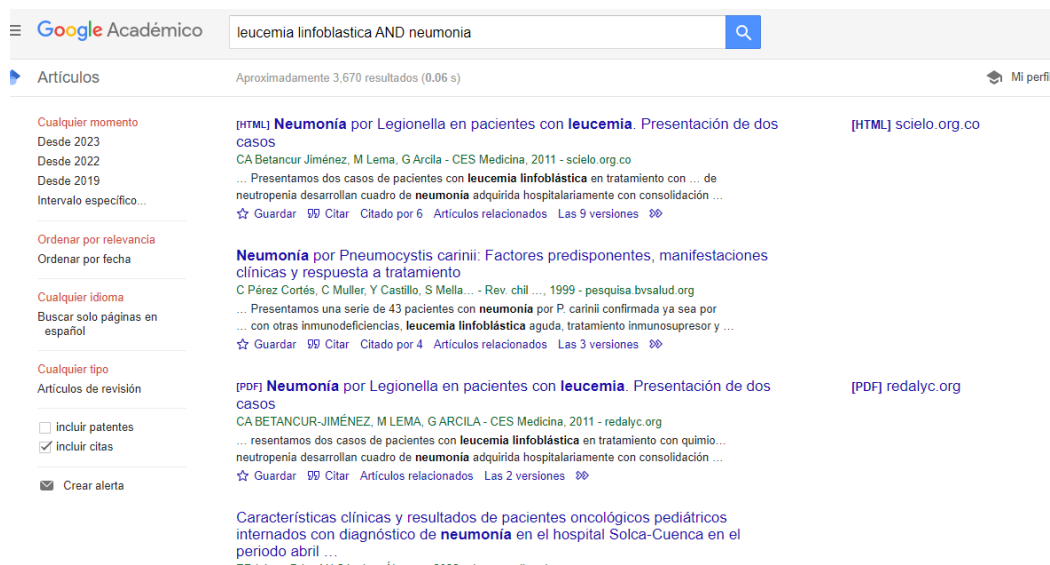 Google Académico
leucemia linfoblastica AND neumonia
Artículos
Aproximadamente 3,670 resultados (0.06 s)
Mi perfil
Cualquier momento
Desde 2023
Desde 2022
Desde 2019
Intervalo específico...
Ordenar por relevancia
Ordenar por fecha
Cualquier idioma
Buscar solo páginas en
español
Cualquier tipo
Artículos de revisión
incluir patentes
incluir citas
Crear alerta
[HTML] Neumonía por Legionella en pacientes con leucemia. Presentación de dos
casos
[HTML] scielo.org.co
CA Betancur Jiménez, M Lema, G Arcila - CES Medicina, 2011 - scielo.org.co
... Presentamos dos casos de pacientes con leucemia linfoblástica en tratamiento con ... de
neutropenia desarrollan cuadro de neumonía adquirida hospitalariamente con consolidación ...
Guardar Citar Citado por 6 Artículos relacionados Las 9 versiones
Neumonía por Pneumocystis carinii: Factores predisponentes, manifestaciones
clínicas y respuesta a tratamiento
C Pérez Cortés, C Muller, Y Castillo, S Mella... - Rev. chil ..., 1999 - pesquisa.bvsalud.org
... Presentamos una serie de 43 pacientes con neumonía por P. carinii confirmada ya sea por
... con otras inmunodeficiencias, leucemia linfoblástica aguda, tratamiento inmunosupresor y ...
Guardar Citar Citado por 4 Artículos relacionados Las 3 versiones
[PDF] Neumonía por Legionella en pacientes con leucemia. Presentación de dos
casos
[PDF] redalyc.org
CA BETANCUR-JIMÉNEZ, M LEMA, G ARCILA - CES Medicina, 2011 - redalyc.org
... resentamos dos casos de pacientes con leucemia linfoblástica en tratamiento con quimio...
neutropenia desarrollan cuadro de neumonía adquirida hospitalariamente con consolidación ...
Guardar Citar Artículos relacionados Las 2 versiones
Características clínicas y resultados de pacientes oncológicos pediátricos
internados con diagnóstico de neumonía en el hospital Solca-Cuenca en el
periodo abril ...